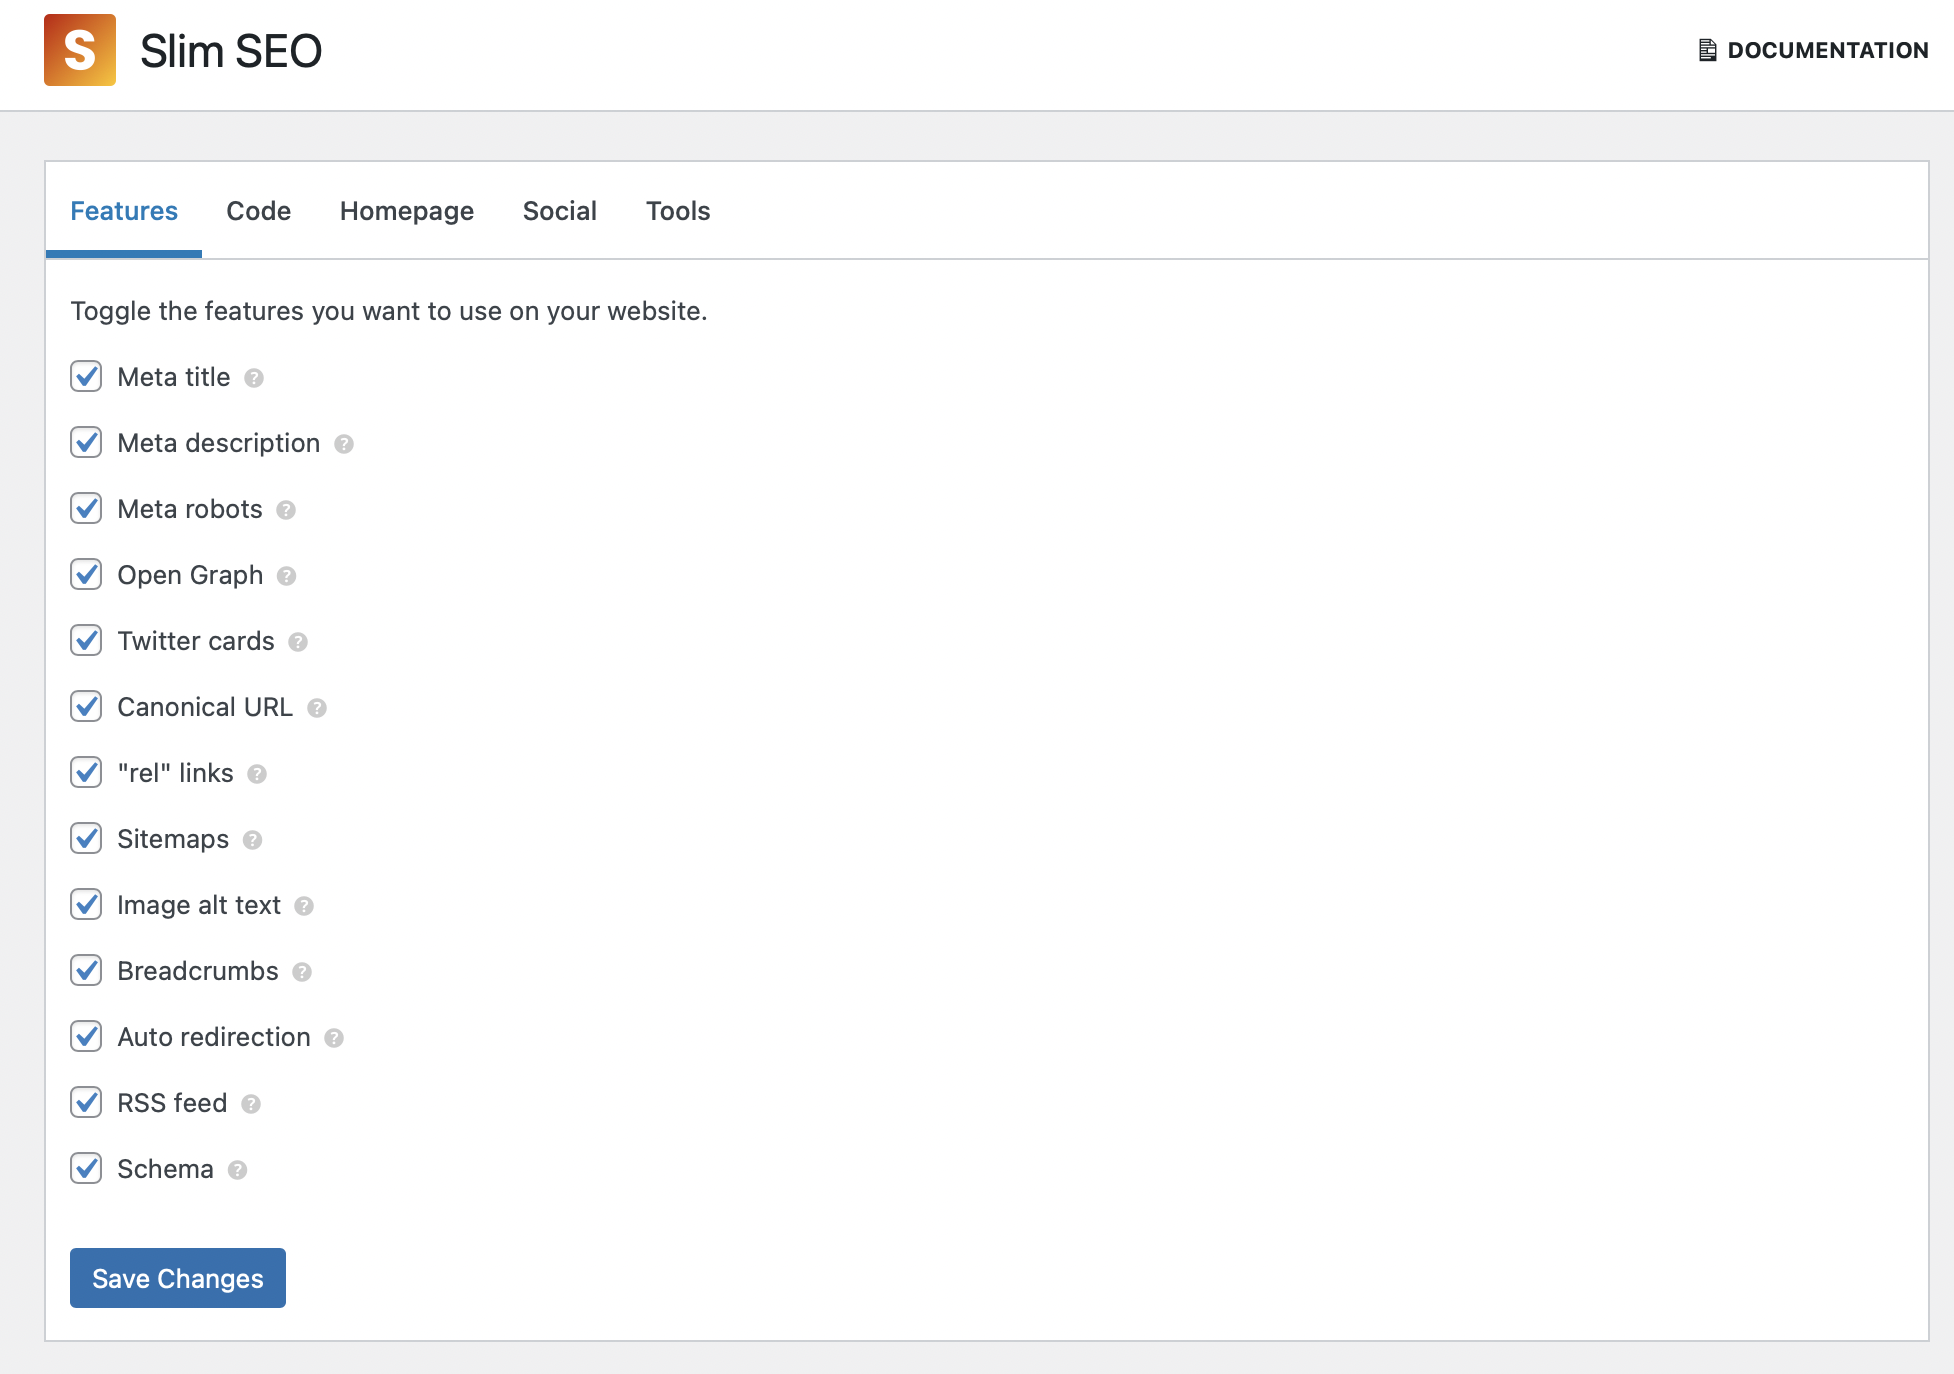 S Slim SEO
DOCUMENTATION
Features Code Homepage Social Tools
Toggle the features you want to use on your website.
Meta title ?
Meta description ?
Meta robots ?
Open Graph ?
Twitter cards ?
Canonical URL ?
"rel" links ?
Sitemaps ?
Image alt text ?
Breadcrumbs ?
Auto redirection ?
RSS feed ?
Schema ?
Save Changes